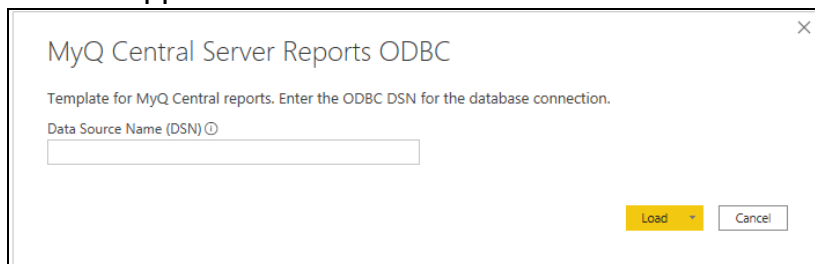 MyQ Central Server Reports ODBC
Template for MyQ Central reports. Enter the ODBC DSN for the database connection.
Data Source Name (DSN)
Load
Cancel